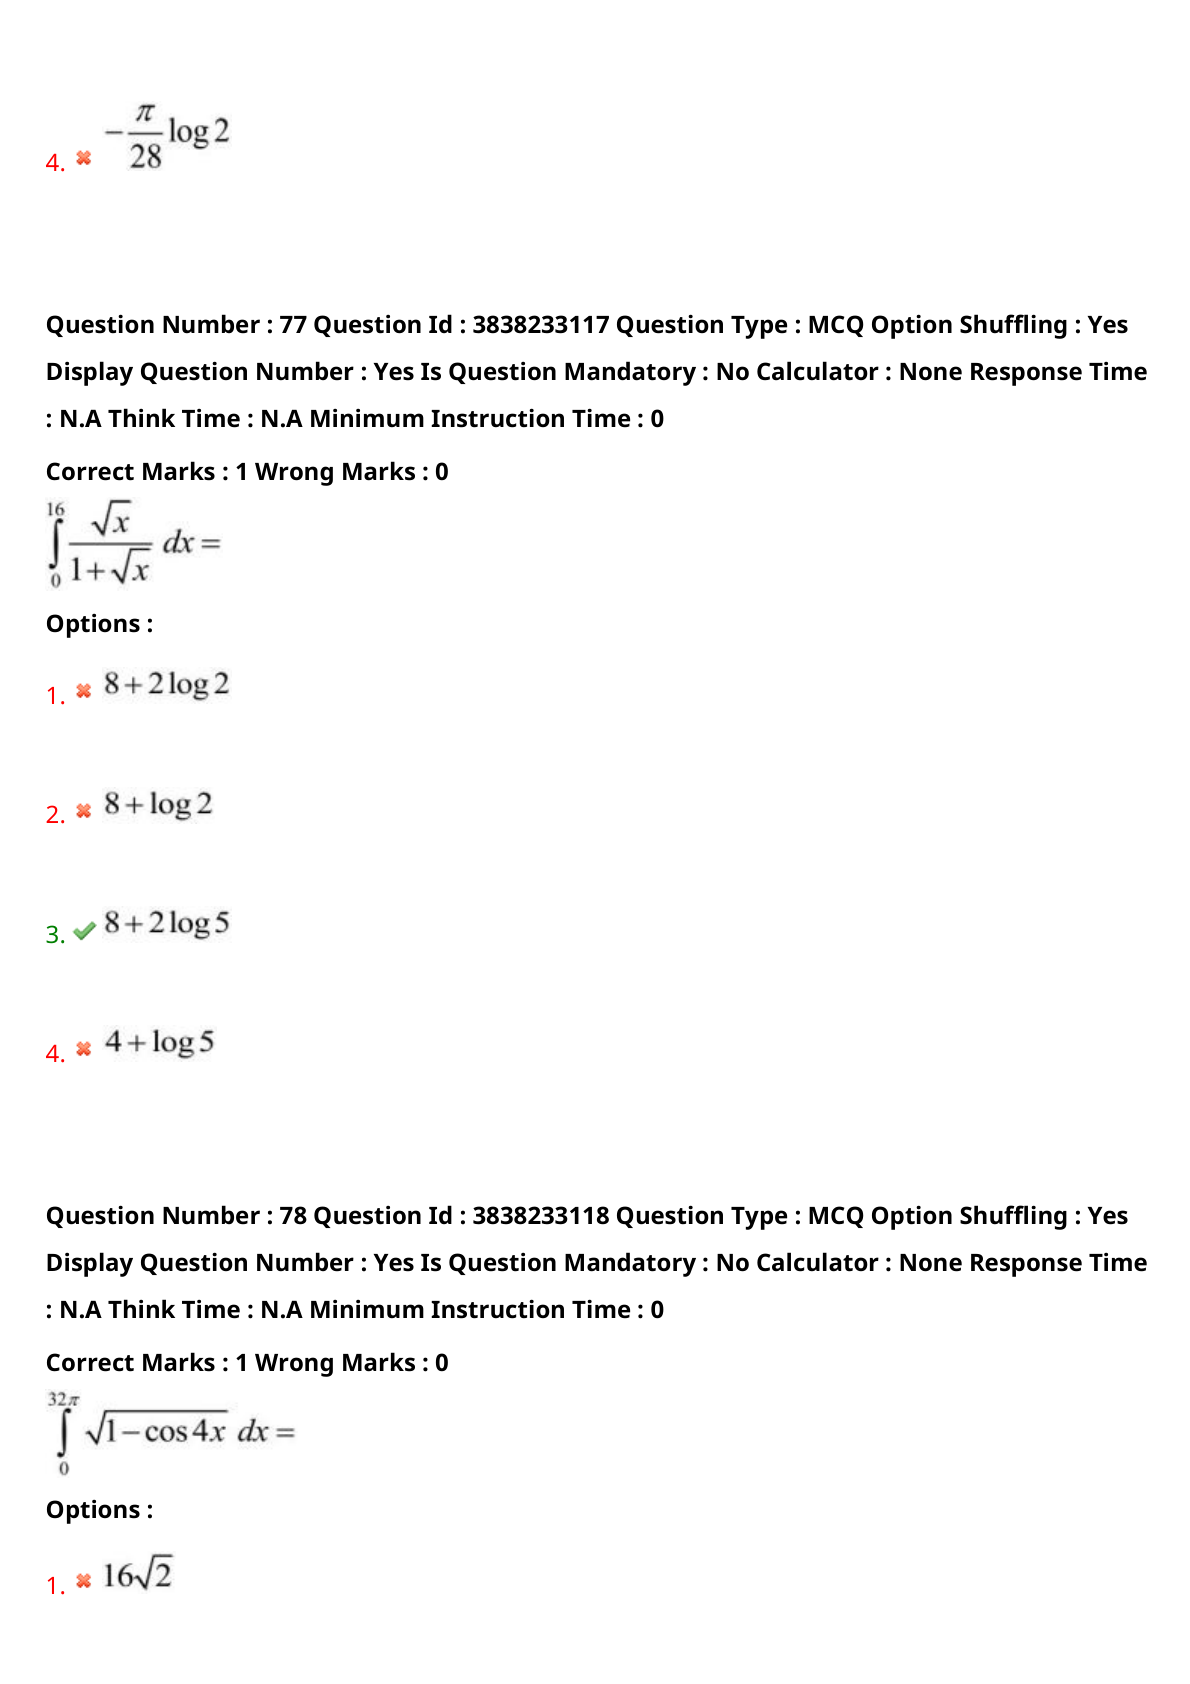 4. $-\frac{\pi}{28}\log 2$
Question Number : 77 Question Id : 3838233117 Question Type : MCQ Option Shuffling : Yes
Display Question Number : Yes Is Question Mandatory : No Calculator : None Response Time
: N.A Think Time : N.A Minimum Instruction Time : 0
Correct Marks : 1 Wrong Marks : 0
$\int_{0}^{16} \frac{\sqrt{x}}{1+\sqrt{x}} \, dx =$
Options :
1. $8+2\log 2$
2. $8+\log 2$
3. $8+2\log 5$
4. $4+\log 5$
Question Number : 78 Question Id : 3838233118 Question Type : MCQ Option Shuffling : Yes
Display Question Number : Yes Is Question Mandatory : No Calculator : None Response Time
: N.A Think Time : N.A Minimum Instruction Time : 0
Correct Marks : 1 Wrong Marks : 0
$\int_{0}^{32\pi} \sqrt{1-\cos 4x} \, dx =$
Options :
1. $16\sqrt{2}$